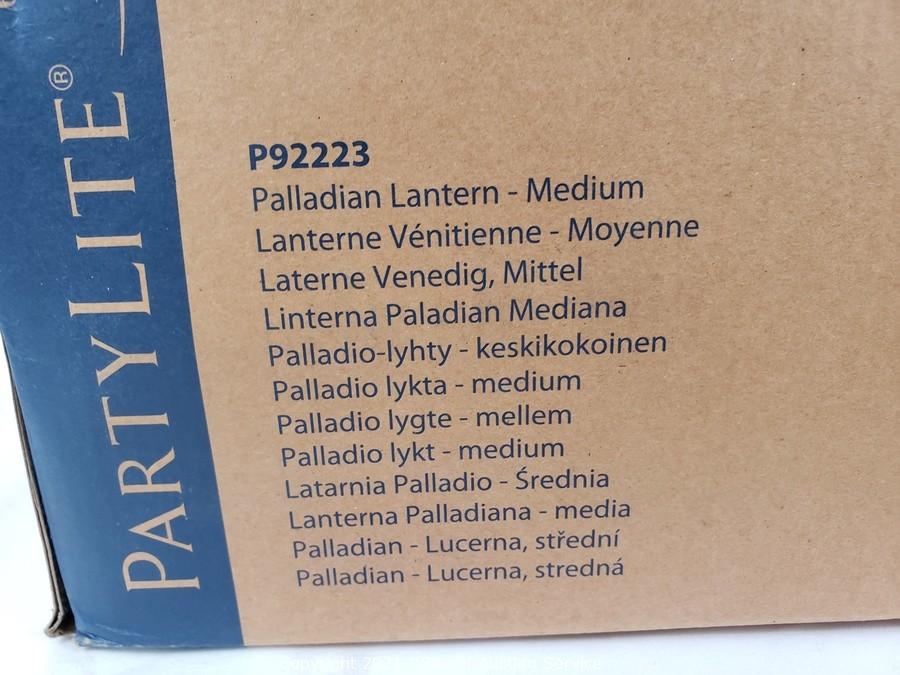 PARTYLITE®
P92223
Palladian Lantern - Medium
Lanterne Vénitienne - Moyenne
Laterne Venedig, Mittel
Linterna Paladian Mediana
Palladio-lyhty - keskikokoinen
Palladio lykta - medium
Palladio lygte - mellem
Palladio lykt - medium
Latarnia Palladio - Średnia
Lanterna Palladiana - media
Palladian - Lucerna, střední
Palladian - Lucerna, stredná
Service